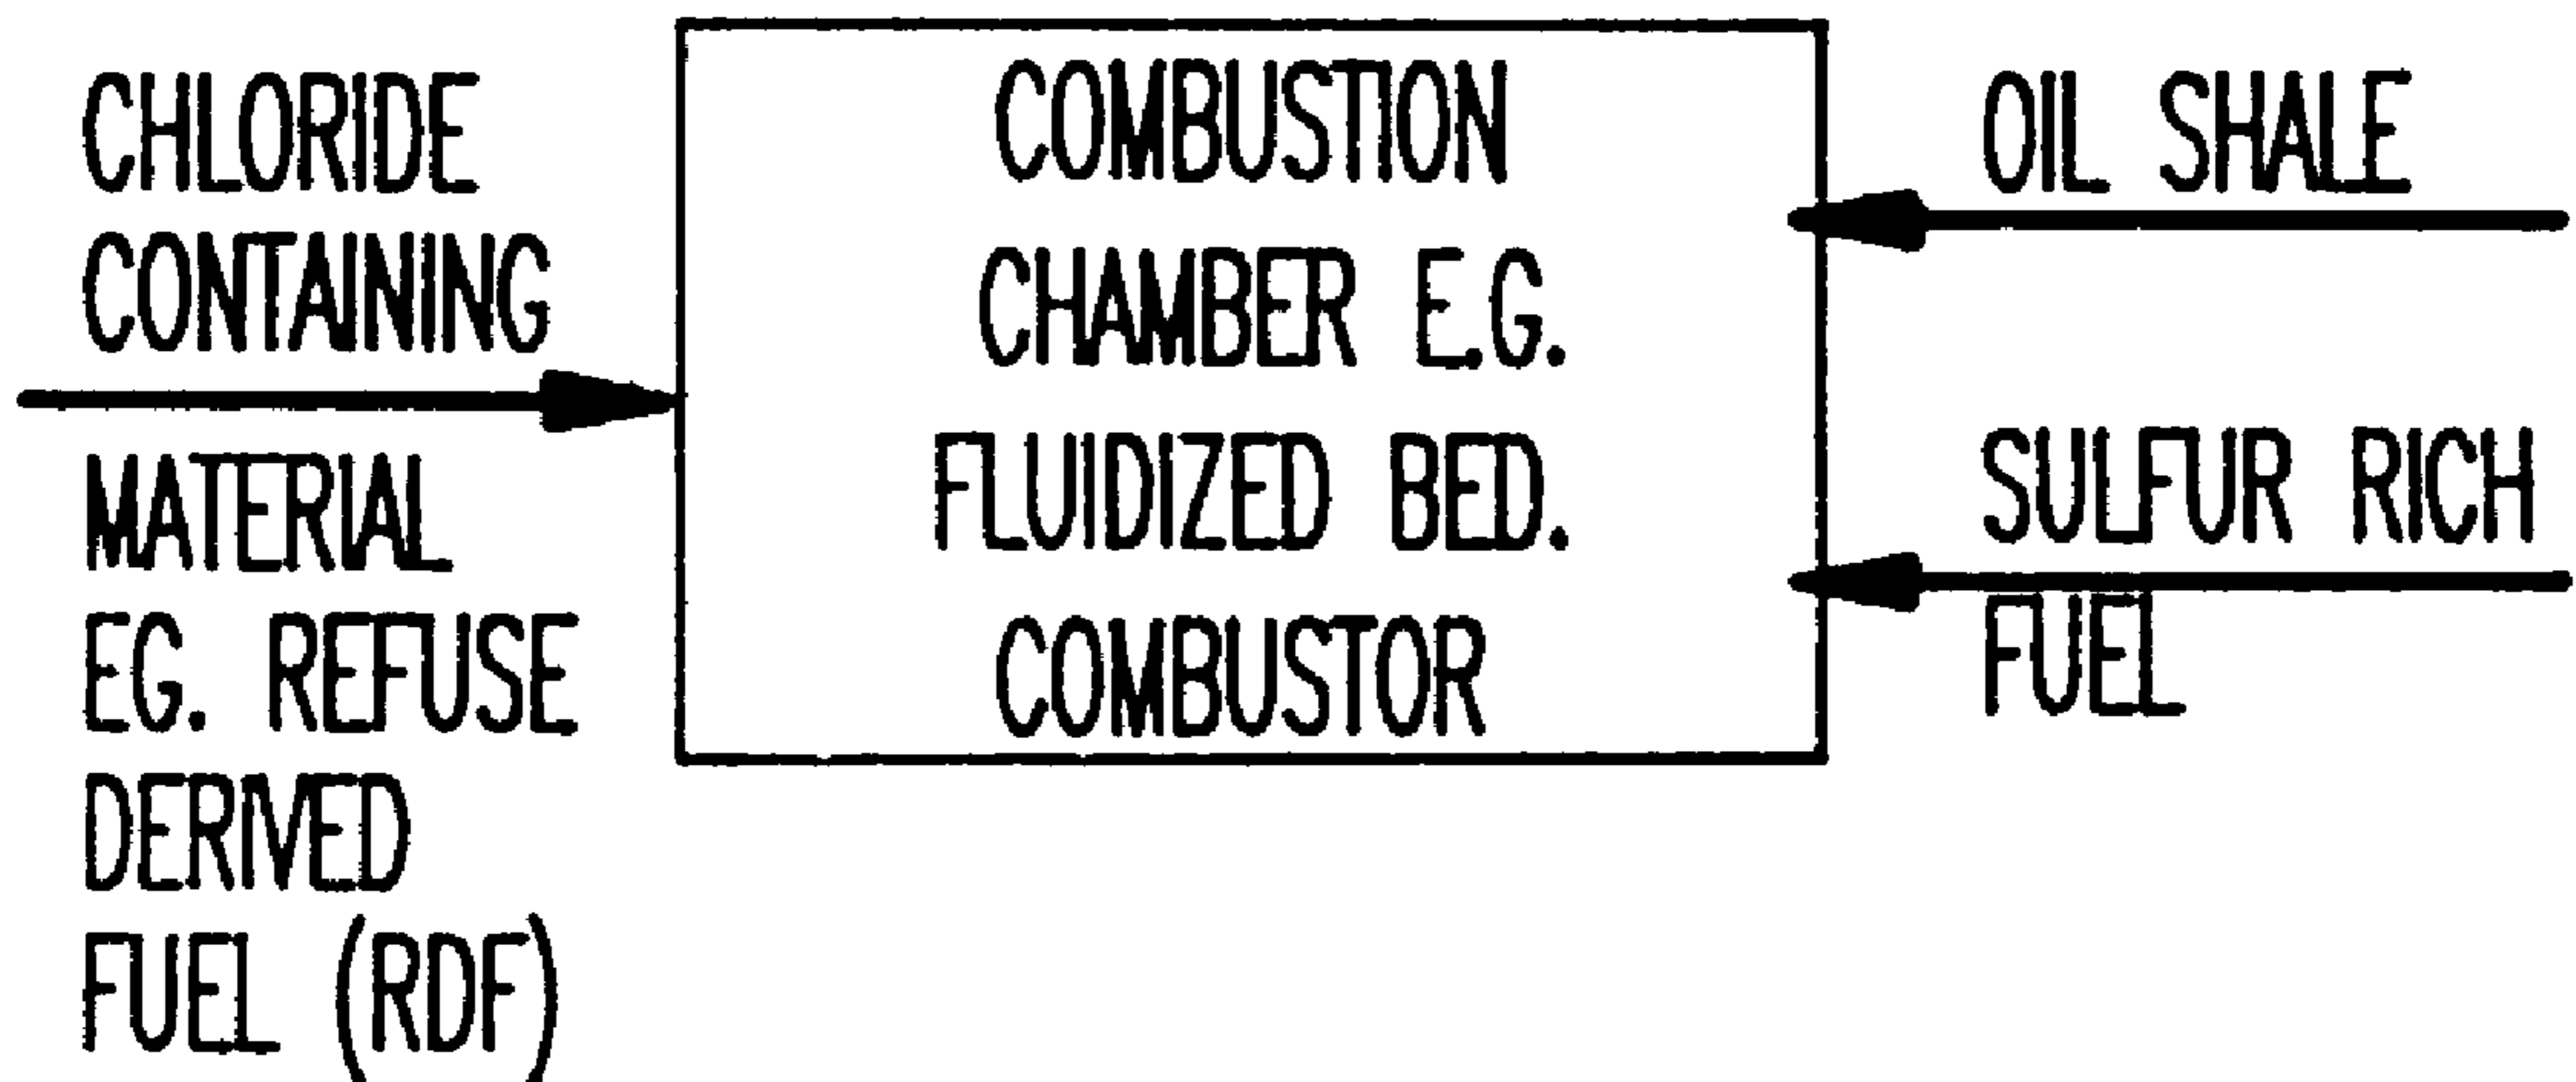 CHLORIDE
CONTAINING
MATERIAL
EG. REFUSE
DERIVED
FUEL (RDF)
COMBUSTION
CHAMBER E.G.
FLUIDIZED BED.
COMBUSTOR
OIL SHALE
SULFUR RICH
FUEL